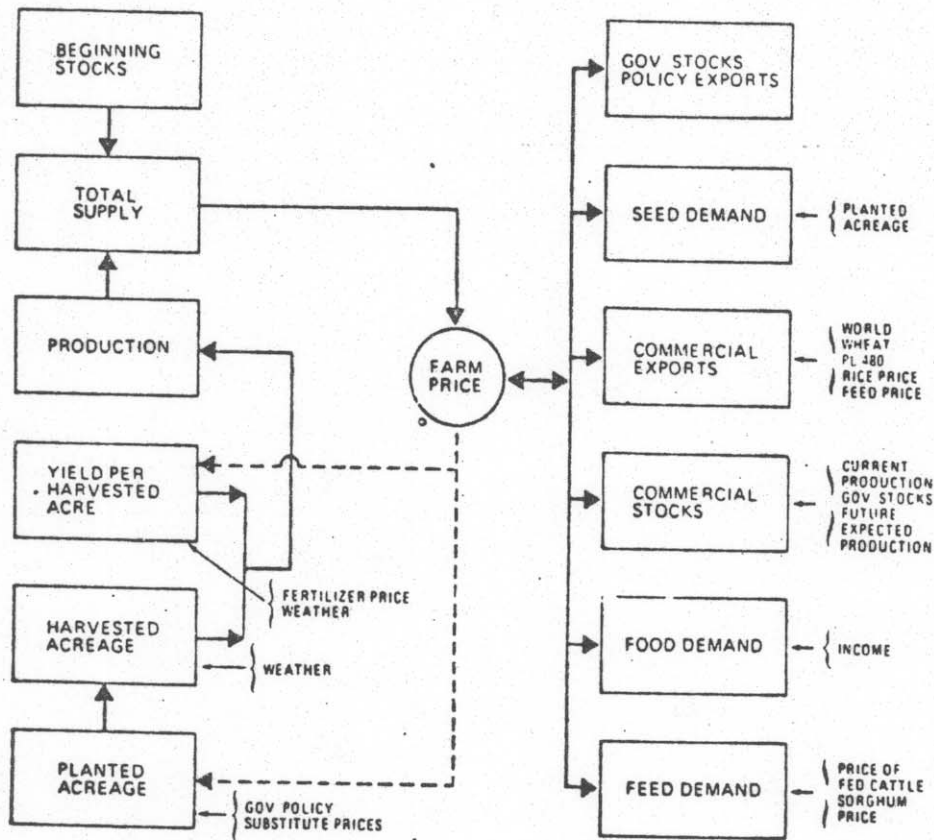 BEGINNING
STOCKS
TOTAL
SUPPLY
PRODUCTION
YIELD PER
HARVESTED
ACRE
FERTILIZER PRICE
WEATHER
HARVESTED
ACREAGE
WEATHER
PLANTED
ACREAGE
GOV POLICY
SUBSTITUTE PRICES
FARM
PRICE
GOV STOCKS
POLICY EXPORTS
SEED DEMAND
PLANTED
ACREAGE
COMMERCIAL
EXPORTS
WORLD
WHEAT
PL 480
RICE PRICE
FEED PRICE
COMMERCIAL
STOCKS
CURRENT
PRODUCTION
GOV STOCKS
FUTURE
EXPECTED
PRODUCTION
FOOD DEMAND
INCOME
FEED DEMAND
PRICE OF
FED CATTLE
SORGHUM
PRICE